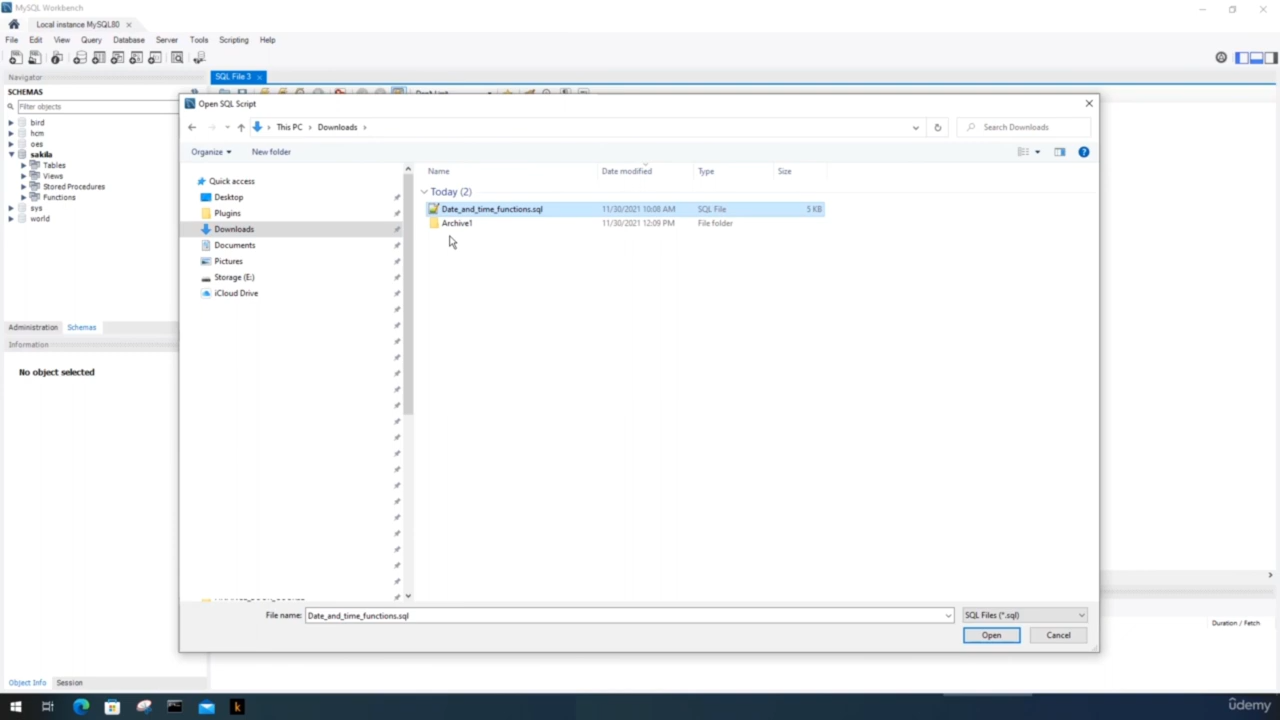 MySQL Workbench
Local instance MySQL80
File Edit View Query Database Server Tools Scripting Help
Navigator
SQL File 3
SCHEMAS
Filter objects
bird
hcm
oes
sakila
Tables
Views
Stored Procedures
Functions
sys
world
Administration Schemas
Information
No object selected
Object Info Session
Open SQL Script
This PC Downloads
Search Downloads
Organize New folder
Quick access
Desktop
Plugins
Downloads
Documents
Pictures
Storage (E:)
iCloud Drive
Name Date modified Type Size
Today (2)
Date_and_time_functions.sql 11/30/2021 10:08 AM SQL File 5 KB
Archive1 11/30/2021 12:09 PM File folder
File name: Date_and_time_functions.sql SQL Files (*.sql)
Open Cancel
Duration / Fetch
ûdemy